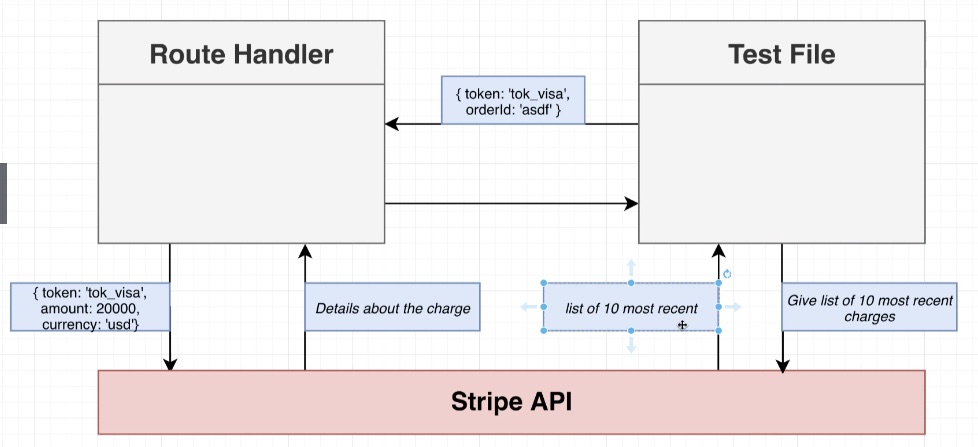 Route Handler
Test File
{ token: 'tok_visa',
orderId: 'asdf' }
{ token: 'tok_visa',
amount: 20000,
currency: 'usd'}
Details about the charge
list of 10 most recent
Give list of 10 most recent
charges
Stripe API